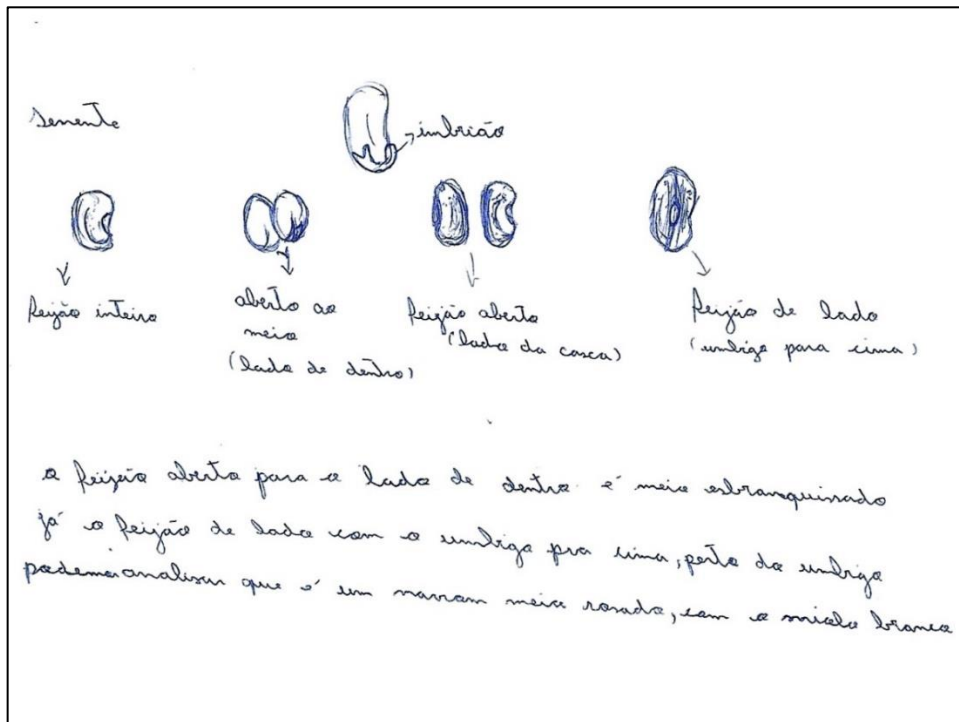 Semente
imbrião
feijão inteiro
aberto ao
meio
(lado de dentro)
feijão aberto
(lado da casca)
feijão de lado
(umbigo para cima)
o feijão aberto para o lado de dentro é meio esbranquissado
já o feijão de lado com o umbigo pra cima, perto do umbigo
podemos analisar que é um marrom meio rosado, com o miolo branco